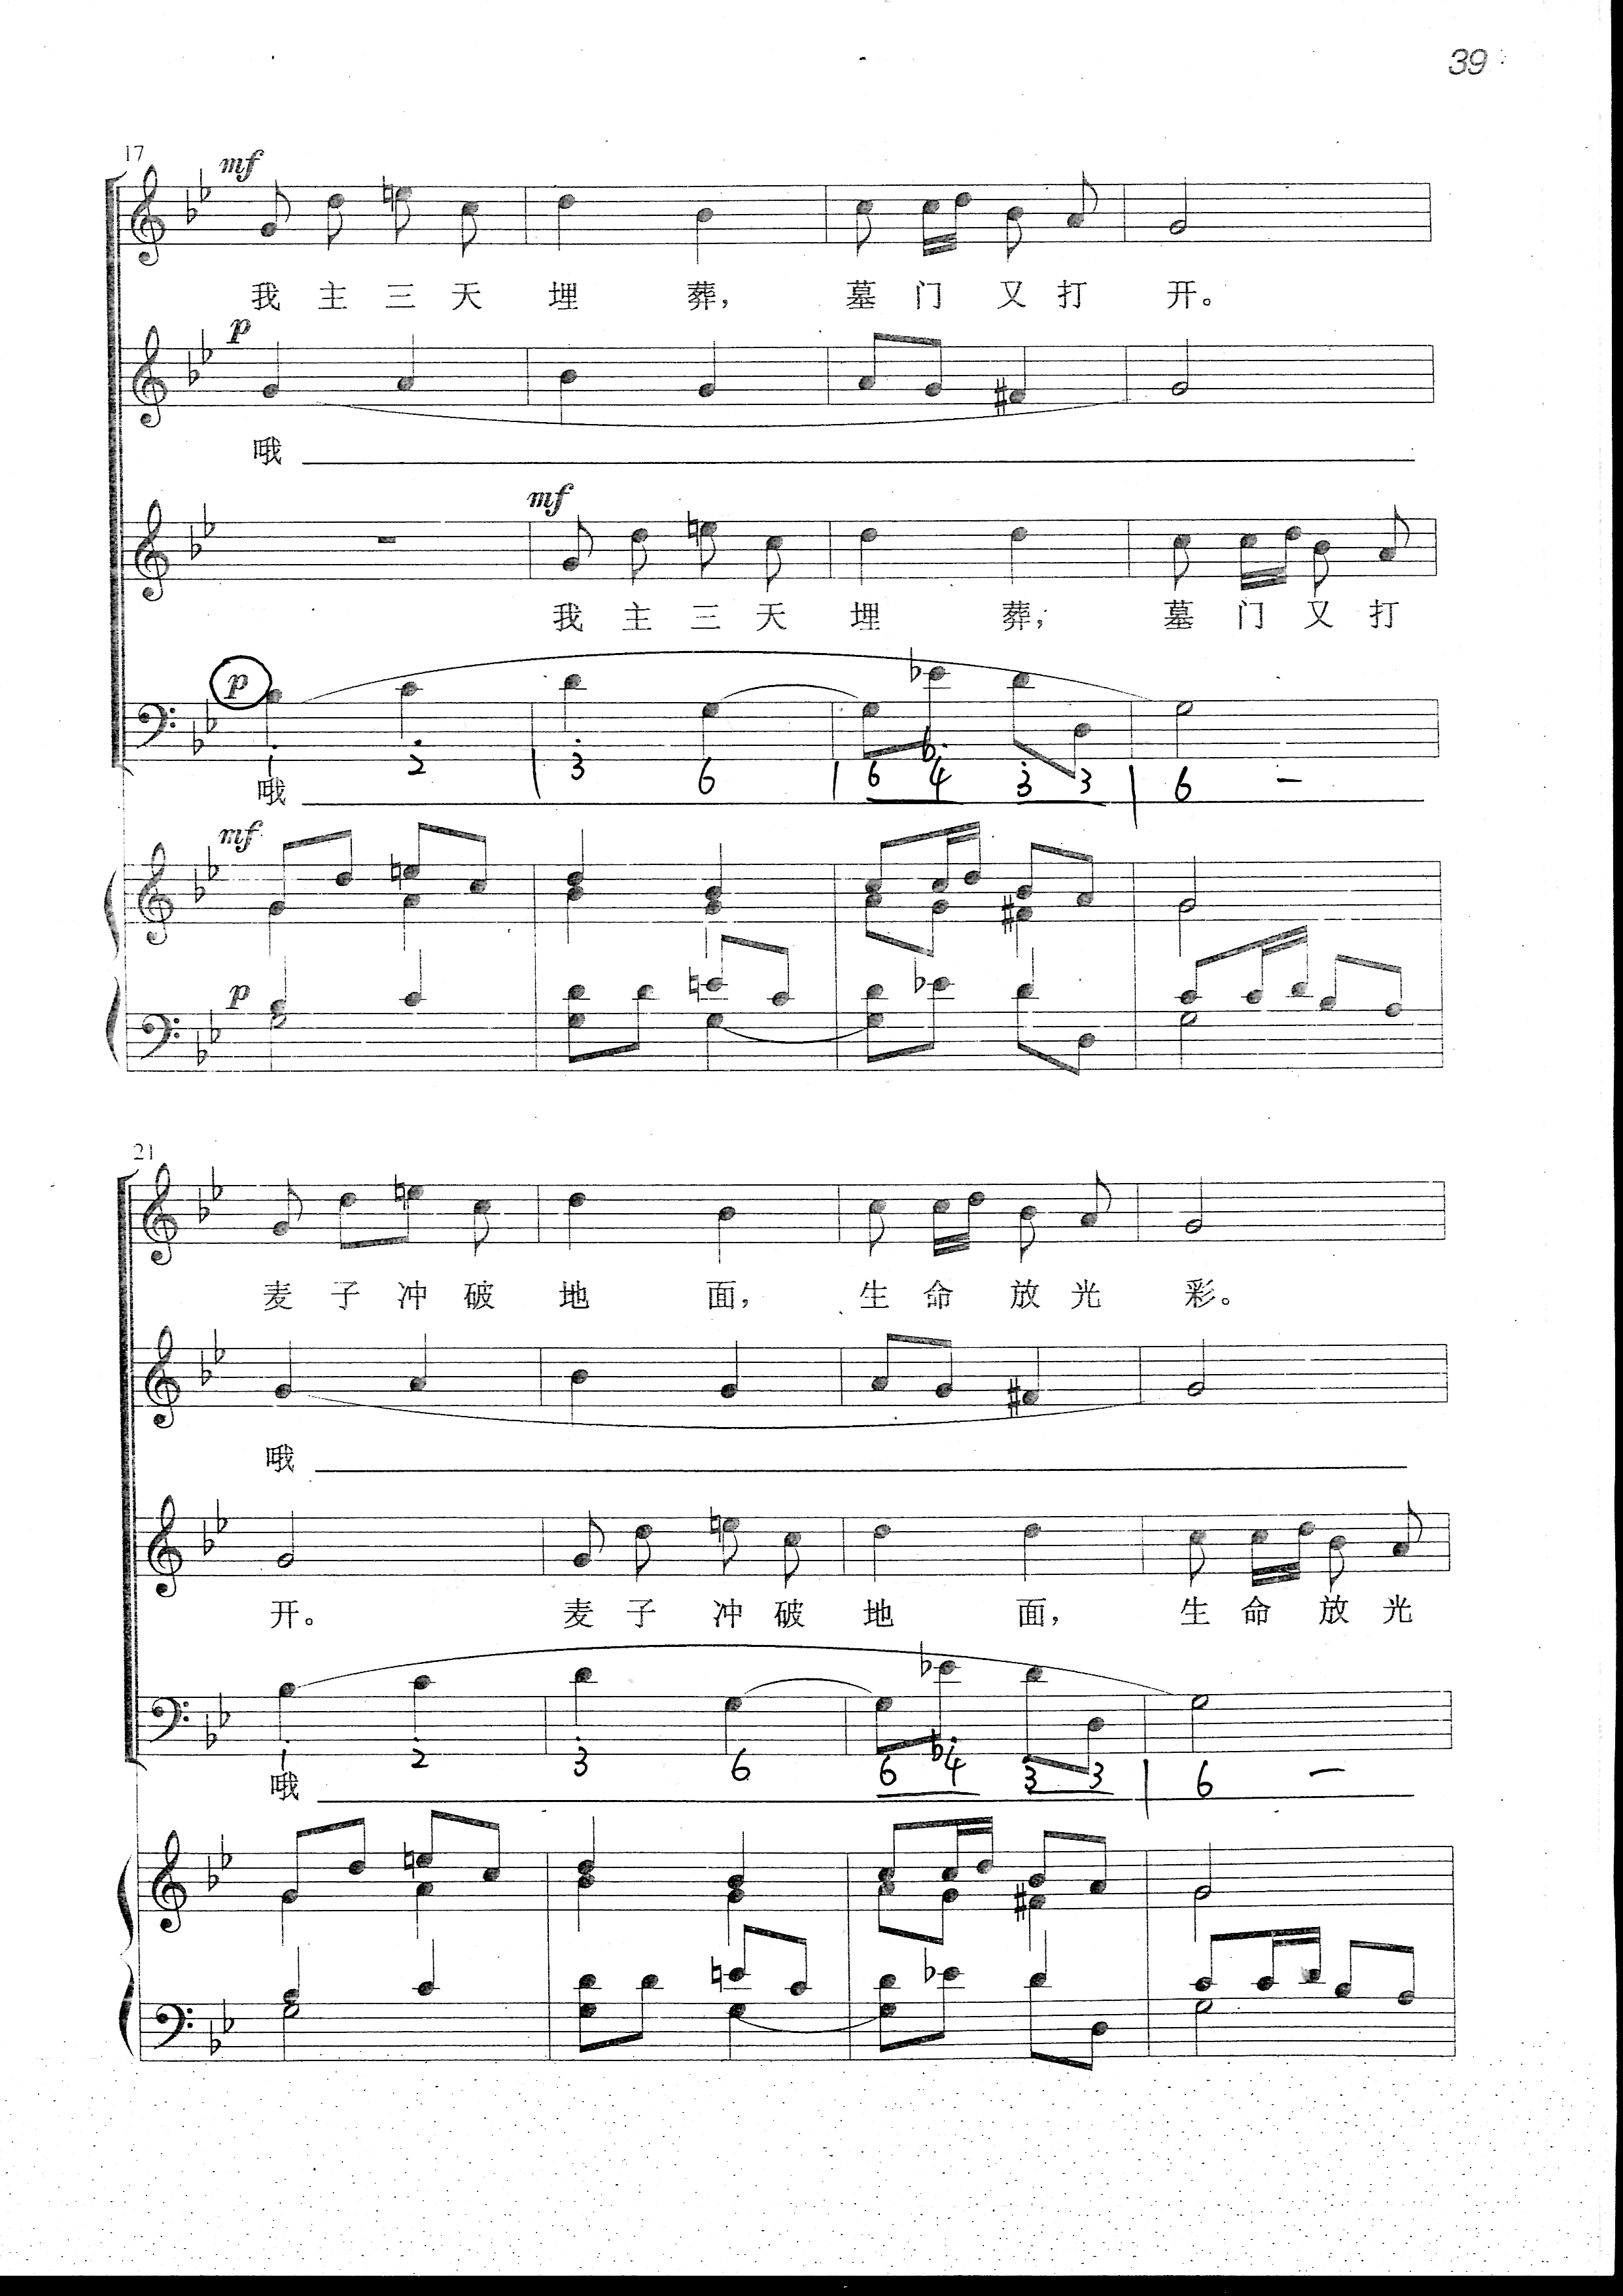 39
17
mf
我 主 三 天 埋 葬， 墓 门 又 打 开。
p
哦
mf
我 主 三 天 埋 葬； 墓 门 又 打
p
1 2 | 3 6 | 6 b4 3 3 | 6 —
哦
mf
p
21
麦 子 冲 破 地 面， 生 命 放 光 彩。
哦
开。 麦 子 冲 破 地 面， 生 命 放 光
1 2 3 6 6 b4 3 3 | 6 —
哦